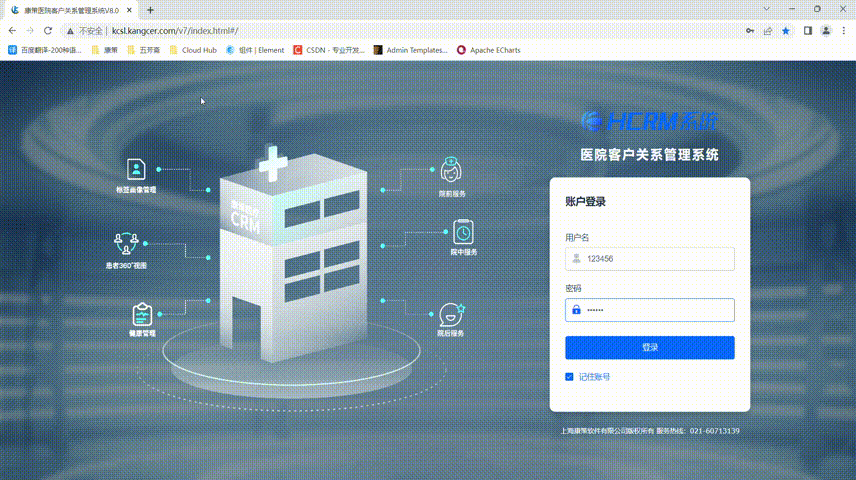 康策医院客户关系管理系统V8.0
不安全 | kcsl.kangcer.com/v7/index.html#/
百度翻译-200种语... 康策 五芳斋 Cloud Hub 组件 | Element CSDN - 专业开发... Admin Templates... Apache ECharts
HCRM系统
医院客户关系管理系统
账户登录
用户名
123456
密码
••••••
登录
记住账号
上海康策软件有限公司版权所有 服务热线：021-60713139
标签画像管理
患者360°视图
健康管理
CRM
院前服务
院中服务
院后服务